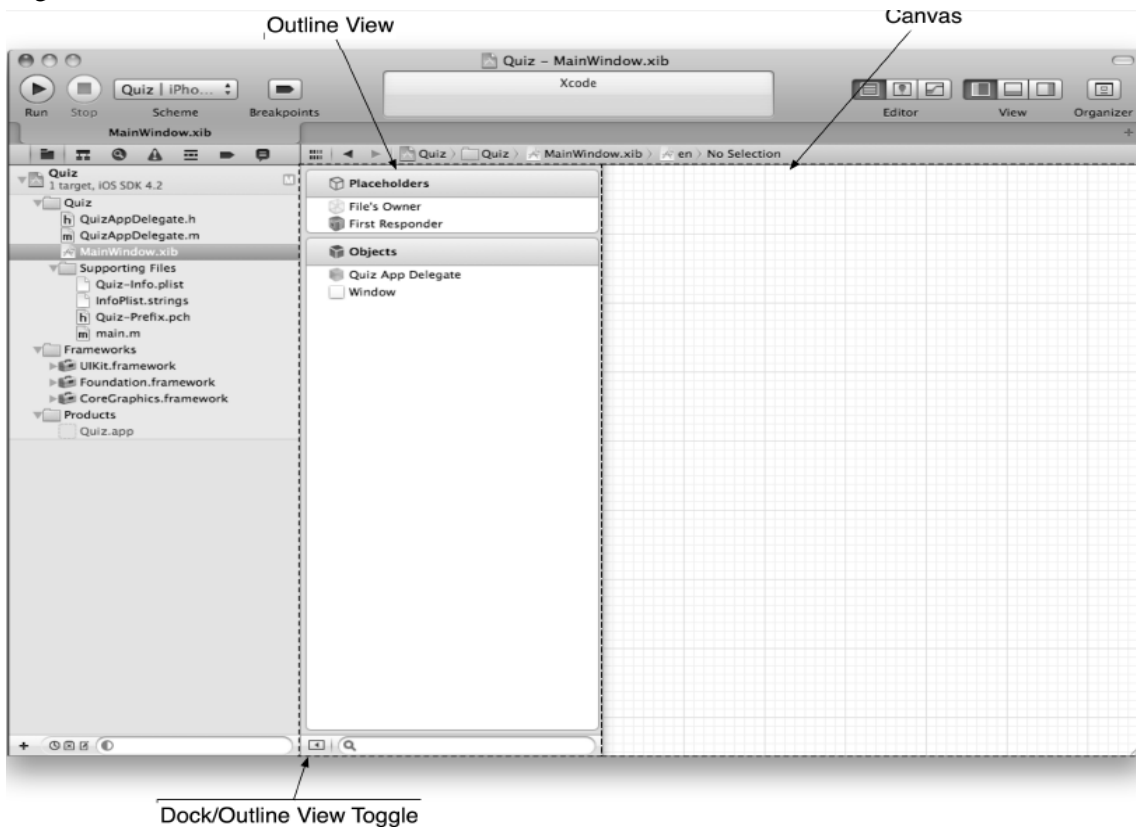 Outline View
Canvas
Quiz - MainWindow.xib
Xcode
Quiz | iPho...
Run
Stop
Scheme
Breakpoints
Editor
View
Organizer
MainWindow.xib
Quiz
Quiz
MainWindow.xib
en
No Selection
Quiz
1 target, iOS SDK 4.2
Quiz
h QuizAppDelegate.h
m QuizAppDelegate.m
MainWindow.xib
Supporting Files
Quiz-Info.plist
InfoPlist.strings
h Quiz-Prefix.pch
m main.m
Frameworks
UIKit.framework
Foundation.framework
CoreGraphics.framework
Products
Quiz.app
Placeholders
File's Owner
First Responder
Objects
Quiz App Delegate
Window
Dock/Outline View Toggle